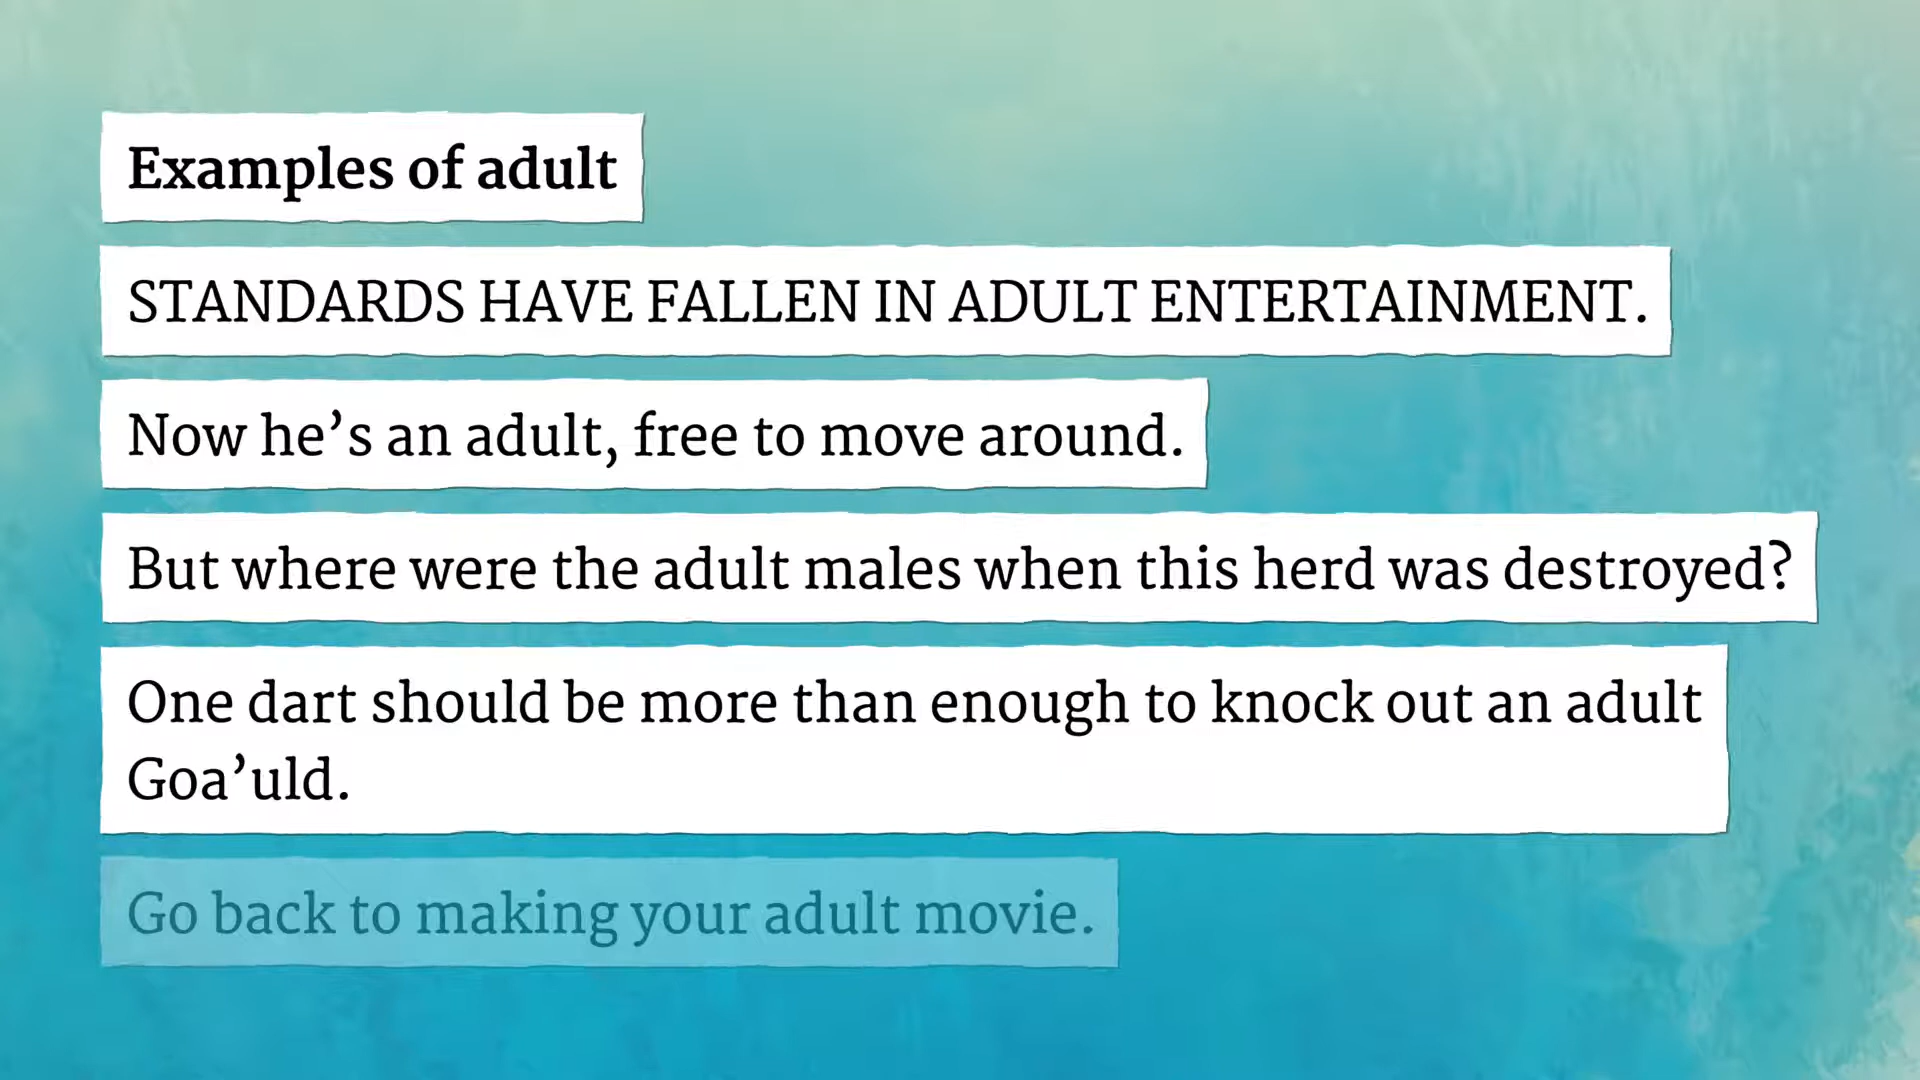 Examples of adult
STANDARDS HAVE FALLEN IN ADULT ENTERTAINMENT.
Now he’s an adult, free to move around.
But where were the adult males when this herd was destroyed?
One dart should be more than enough to knock out an adult
Goa’uld.
Go back to making your adult movie.